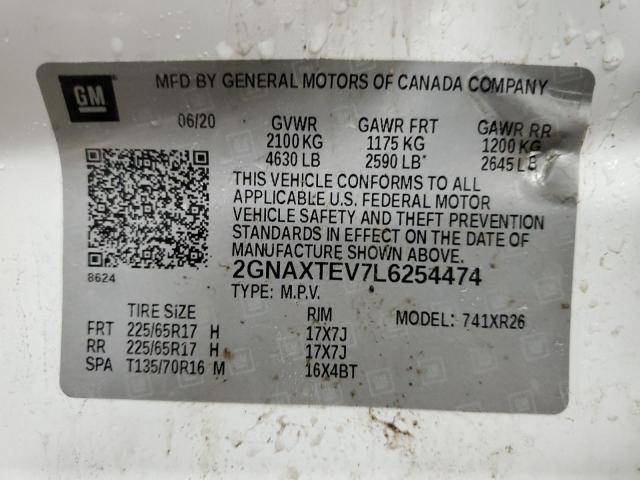 GM
MFD BY GENERAL MOTORS OF CANADA COMPANY
06/20 GVWR GAWR FRT GAWR RR
2100 KG 1175 KG 1200 KG
4630 LB 2590 LB 2645 LB
THIS VEHICLE CONFORMS TO ALL
APPLICABLE U.S. FEDERAL MOTOR
VEHICLE SAFETY AND THEFT PREVENTION
STANDARDS IN EFFECT ON THE DATE OF
MANUFACTURE SHOWN ABOVE.
8624
2GNAXTEV7L6254474
TYPE: M.P.V.
TIRE SIZE RIM MODEL: 741XR26
FRT 225/65R17 H 17X7J
RR 225/65R17 H 17X7J
SPA T135/70R16 M 16X4BT